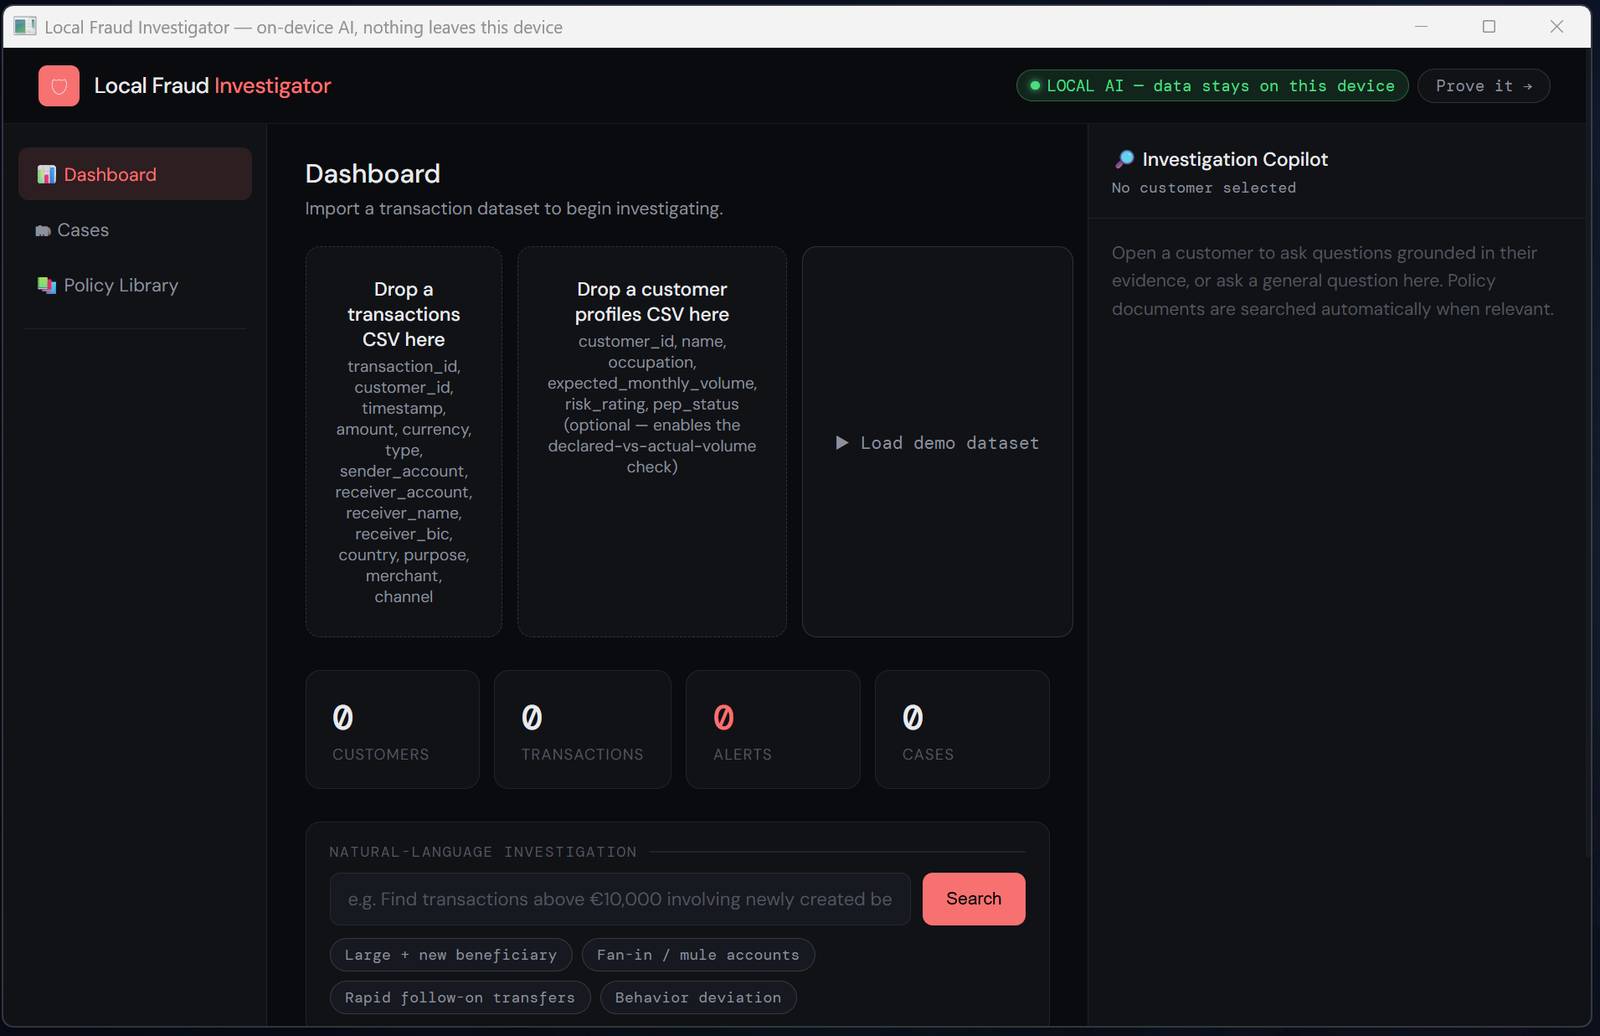 Local Fraud Investigator — on-device AI, nothing leaves this device
Local Fraud Investigator
LOCAL AI — data stays on this device
Prove it →
Dashboard
Cases
Policy Library
Dashboard
Import a transaction dataset to begin investigating.
Drop a
transactions
CSV here
transaction_id,
customer_id,
timestamp,
amount, currency,
type,
sender_account,
receiver_account,
receiver_name,
receiver_bic,
country, purpose,
merchant,
channel
Drop a customer
profiles CSV here
customer_id, name,
occupation,
expected_monthly_volume,
risk_rating, pep_status
(optional — enables the
declared-vs-actual-volume
check)
▶ Load demo dataset
0
CUSTOMERS
0
TRANSACTIONS
0
ALERTS
0
CASES
NATURAL-LANGUAGE INVESTIGATION
e.g. Find transactions above €10,000 involving newly created be
Search
Large + new beneficiary
Fan-in / mule accounts
Rapid follow-on transfers
Behavior deviation
Investigation Copilot
No customer selected
Open a customer to ask questions grounded in their
evidence, or ask a general question here. Policy
documents are searched automatically when relevant.